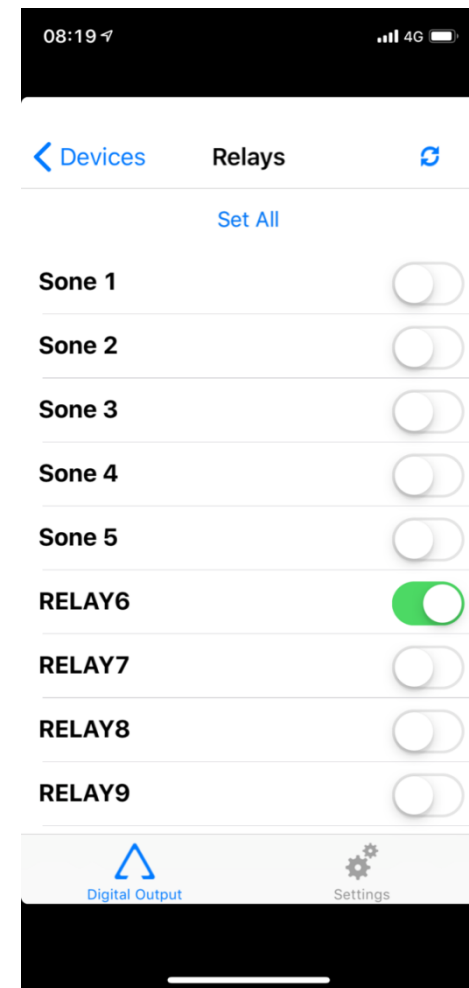 08:19 4G
Devices Relays
Set All
Sone 1
Sone 2
Sone 3
Sone 4
Sone 5
RELAY6
RELAY7
RELAY8
RELAY9
Digital Output Settings